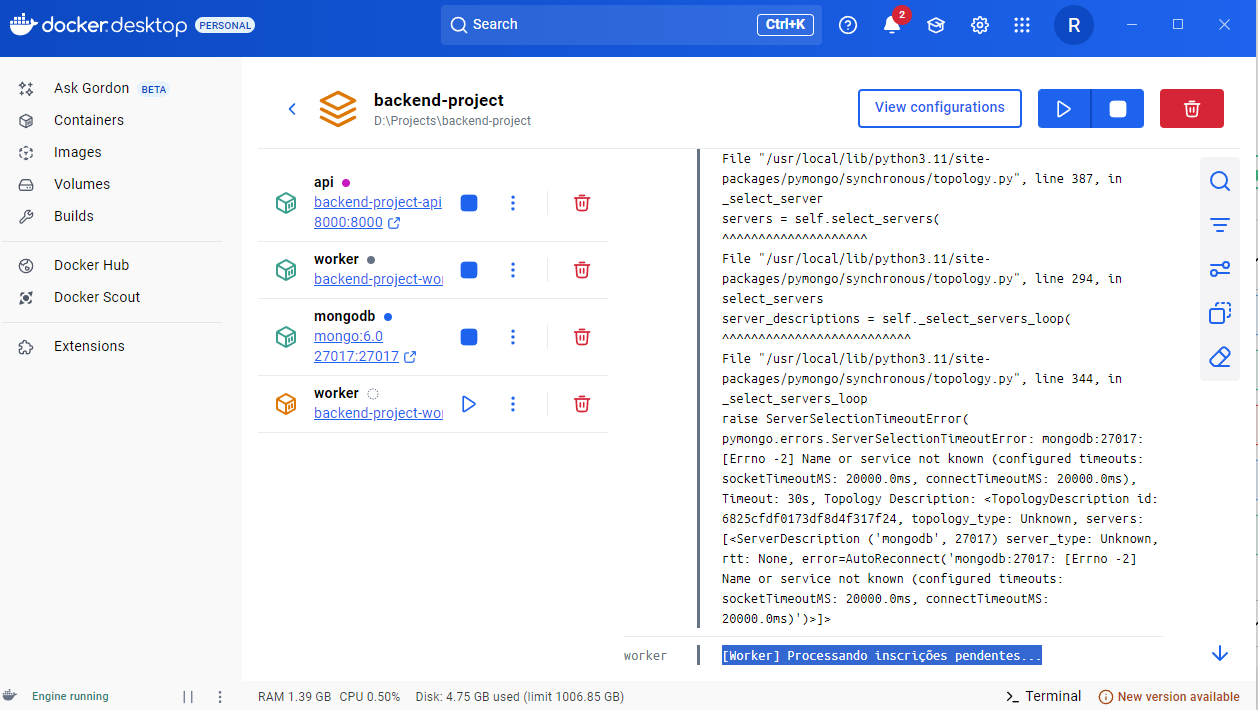 docker.desktop PERSONAL
Search Ctrl+K
2
R
Ask Gordon BETA
Containers
Images
Volumes
Builds
Docker Hub
Docker Scout
Extensions
backend-project
D:\Projects\backend-project
View configurations
api
backend-project-api
8000:8000
worker
backend-project-wor
mongodb
mongo:6.0
27017:27017
worker
backend-project-wor
File "/usr/local/lib/python3.11/site-
packages/pymongo/synchronous/topology.py", line 387, in
_select_server
servers = self.select_servers(
^^^^^^^^^^^^^^^^^^^^
File "/usr/local/lib/python3.11/site-
packages/pymongo/synchronous/topology.py", line 294, in
select_servers
server_descriptions = self._select_servers_loop(
^^^^^^^^^^^^^^^^^^^^^^^^^^
File "/usr/local/lib/python3.11/site-
packages/pymongo/synchronous/topology.py", line 344, in
_select_servers_loop
raise ServerSelectionTimeoutError(
pymongo.errors.ServerSelectionTimeoutError: mongodb:27017:
[Errno -2] Name or service not known (configured timeouts:
socketTimeoutMS: 20000.0ms, connectTimeoutMS: 20000.0ms),
Timeout: 30s, Topology Description: <TopologyDescription id:
6825cfdf0173df8d4f317f24, topology_type: Unknown, servers:
[<ServerDescription ('mongodb', 27017) server_type: Unknown,
rtt: None, error=AutoReconnect('mongodb:27017: [Errno -2]
Name or service not known (configured timeouts:
socketTimeoutMS: 20000.0ms, connectTimeoutMS:
20000.0ms)')>]>
worker [Worker] Processando inscrições pendentes...
Engine running RAM 1.39 GB CPU 0.50% Disk: 4.75 GB used (limit 1006.85 GB) >_ Terminal New version available